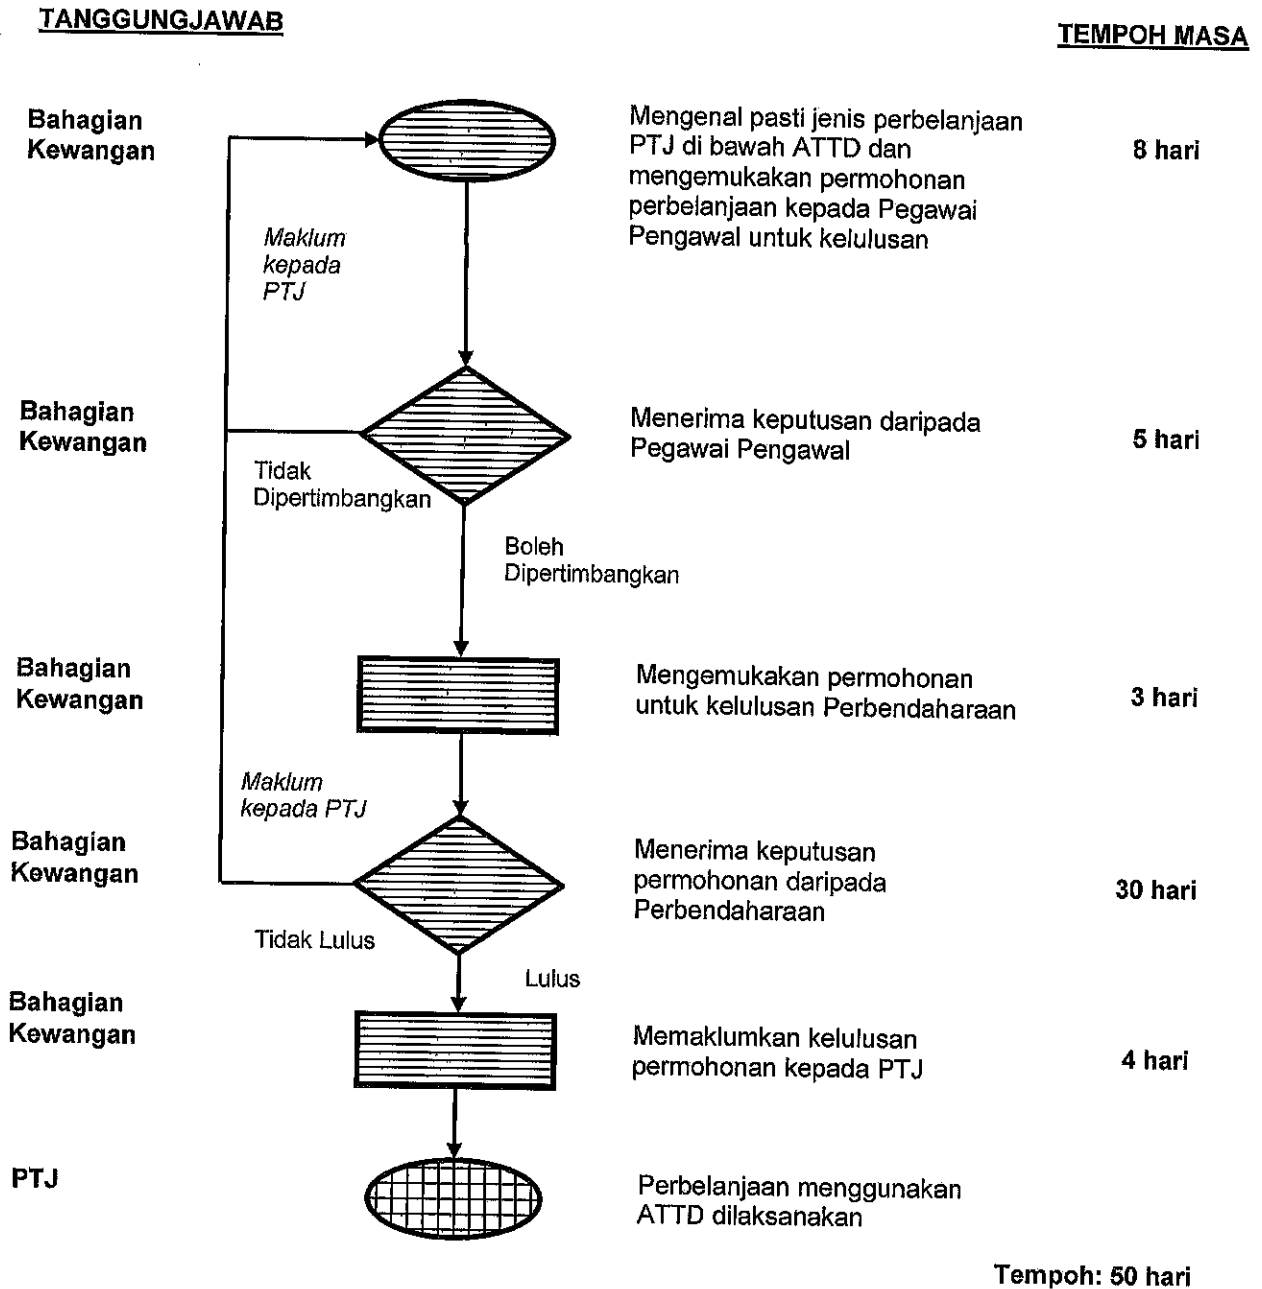 TANGGUNGJAWAB
TEMPOH MASA
Bahagian
Kewangan
Mengenal pasti jenis perbelanjaan
PTJ di bawah ATTD dan
mengemukakan permohonan
perbelanjaan kepada Pegawai
Pengawal untuk kelulusan
8 hari
Maklum
kepada
PTJ
Bahagian
Kewangan
Menerima keputusan daripada
Pegawai Pengawal
5 hari
Tidak
Dipertimbangkan
Boleh
Dipertimbangkan
Bahagian
Kewangan
Mengemukakan permohonan
untuk kelulusan Perbendaharaan
3 hari
Maklum
kepada PTJ
Bahagian
Kewangan
Menerima keputusan
permohonan daripada
Perbendaharaan
30 hari
Tidak Lulus
Lulus
Bahagian
Kewangan
Memaklumkan kelulusan
permohonan kepada PTJ
4 hari
PTJ
Perbelanjaan menggunakan
ATTD dilaksanakan
Tempoh: 50 hari